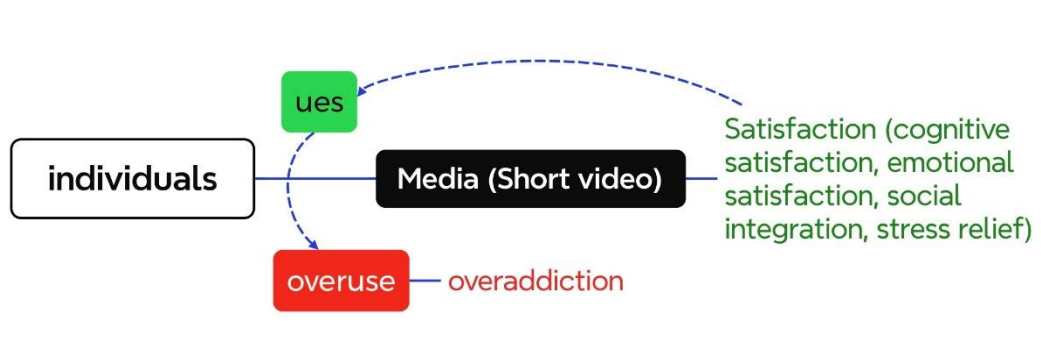 ues
individuals
Media (Short video)
Satisfaction (cognitive
satisfaction, emotional
satisfaction, social
integration, stress relief)
overuse
overaddiction